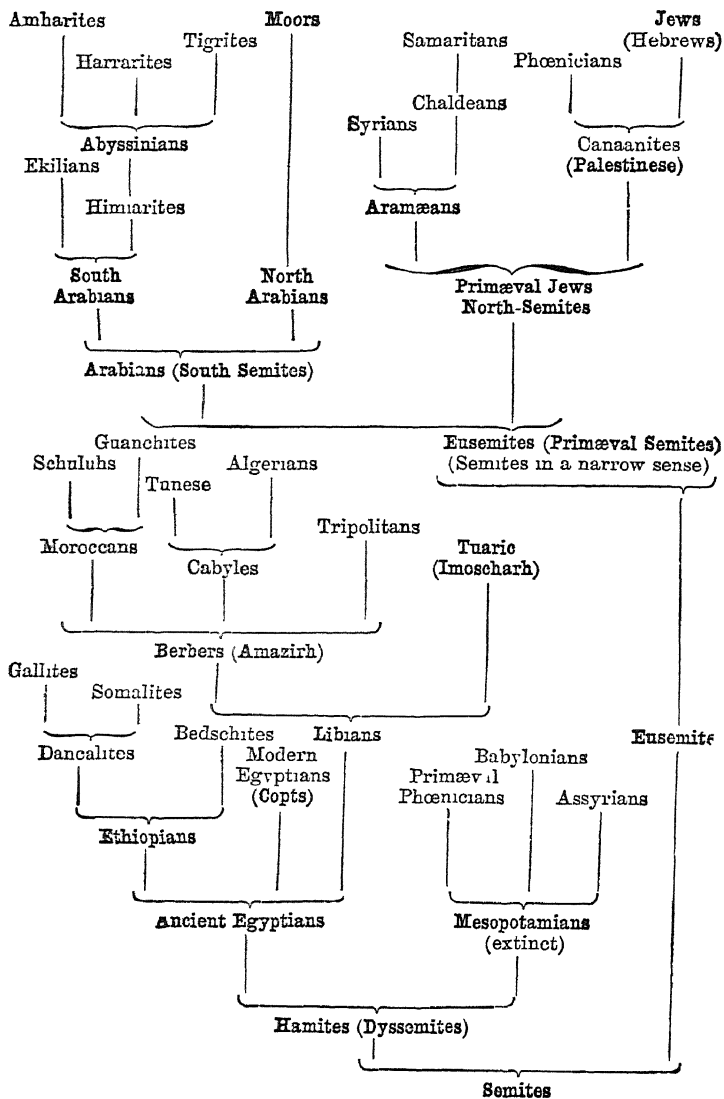 Amharites
Moors
Jews
(Hebrews)
Tigrites
Samaritans
Harrarites
Phœnicians
Chaldeans
Syrians
Abyssinians
Canaanites
(Palestinese)
Ekilians
Himiarites
Aramæans
South
Arabians
North
Arabians
Primæval Jews
North-Semites
Arabians (South Semites)
Guanchites
Eusemites (Primæval Semites)
(Semites in a narrow sense)
Schuluhs
Algerians
Tunese
Tripolitans
Moroccans
Cabyles
Tuaric
(Imoscharh)
Berbers (Amazirh)
Gallites
Somalites
Bedschites
Libians
Eusemite
Dancalites
Modern
Egyptians
(Copts)
Babylonians
Primæval
Phœnicians
Assyrians
Ethiopians
Ancient Egyptians
Mesopotamians
(extinct)
Hamites (Dyssemites)
Semites